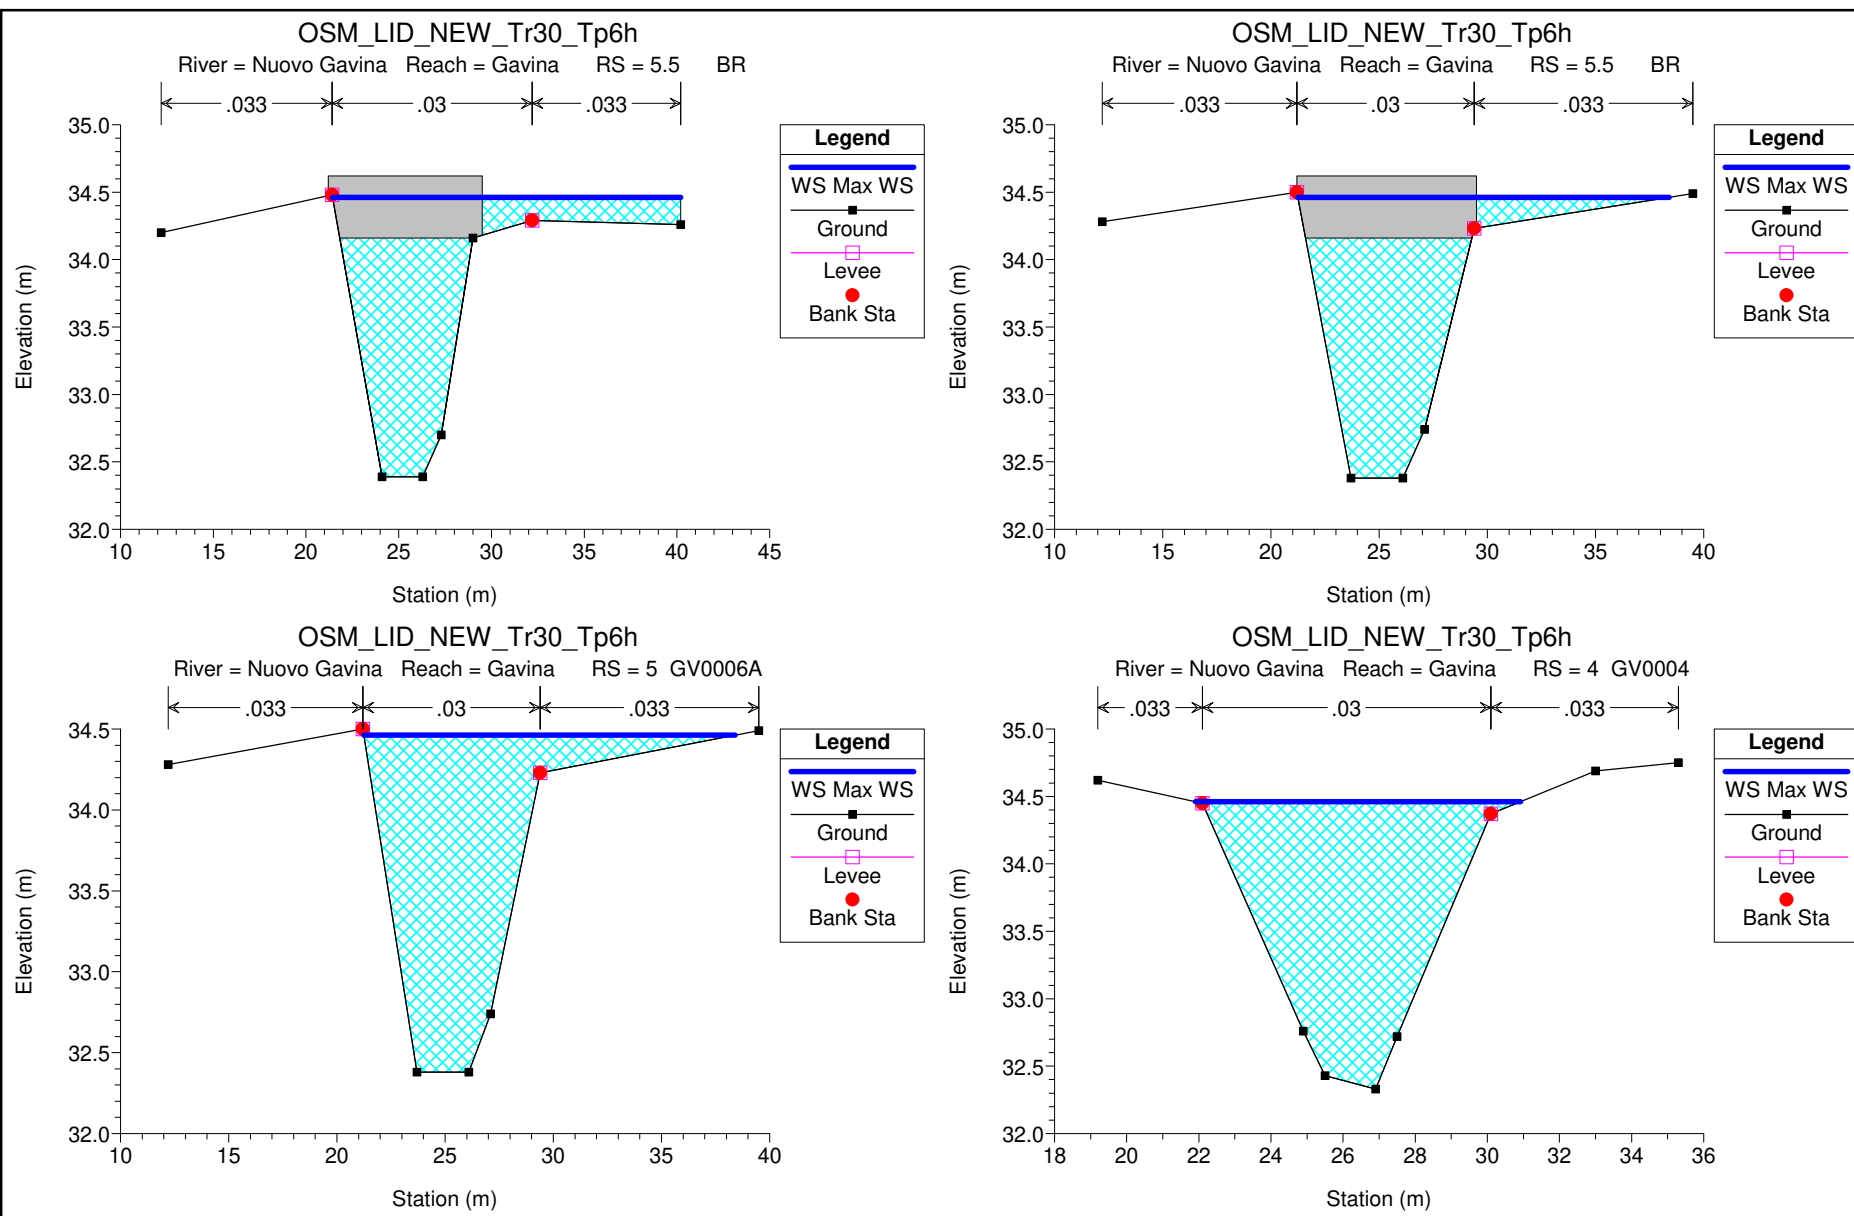 OSM_LID_NEW_Tr30_Tp6h
River = Nuovo Gavina Reach = Gavina RS = 5.5 BR
.033 .03 .033
35.0
34.5
34.0
33.5
33.0
32.5
32.0
Elevation (m)
10 15 20 25 30 35 40 45
Station (m)
Legend
WS Max WS
Ground
Levee
Bank Sta
OSM_LID_NEW_Tr30_Tp6h
River = Nuovo Gavina Reach = Gavina RS = 5.5 BR
.033 .03 .033
35.0
34.5
34.0
33.5
33.0
32.5
32.0
Elevation (m)
10 15 20 25 30 35 40
Station (m)
Legend
WS Max WS
Ground
Levee
Bank Sta
OSM_LID_NEW_Tr30_Tp6h
River = Nuovo Gavina Reach = Gavina RS = 5 GV0006A
.033 .03 .033
34.5
34.0
33.5
33.0
32.5
32.0
Elevation (m)
10 15 20 25 30 35 40
Station (m)
Legend
WS Max WS
Ground
Levee
Bank Sta
OSM_LID_NEW_Tr30_Tp6h
River = Nuovo Gavina Reach = Gavina RS = 4 GV0004
.033 .03 .033
35.0
34.5
34.0
33.5
33.0
32.5
32.0
Elevation (m)
18 20 22 24 26 28 30 32 34 36
Station (m)
Legend
WS Max WS
Ground
Levee
Bank Sta